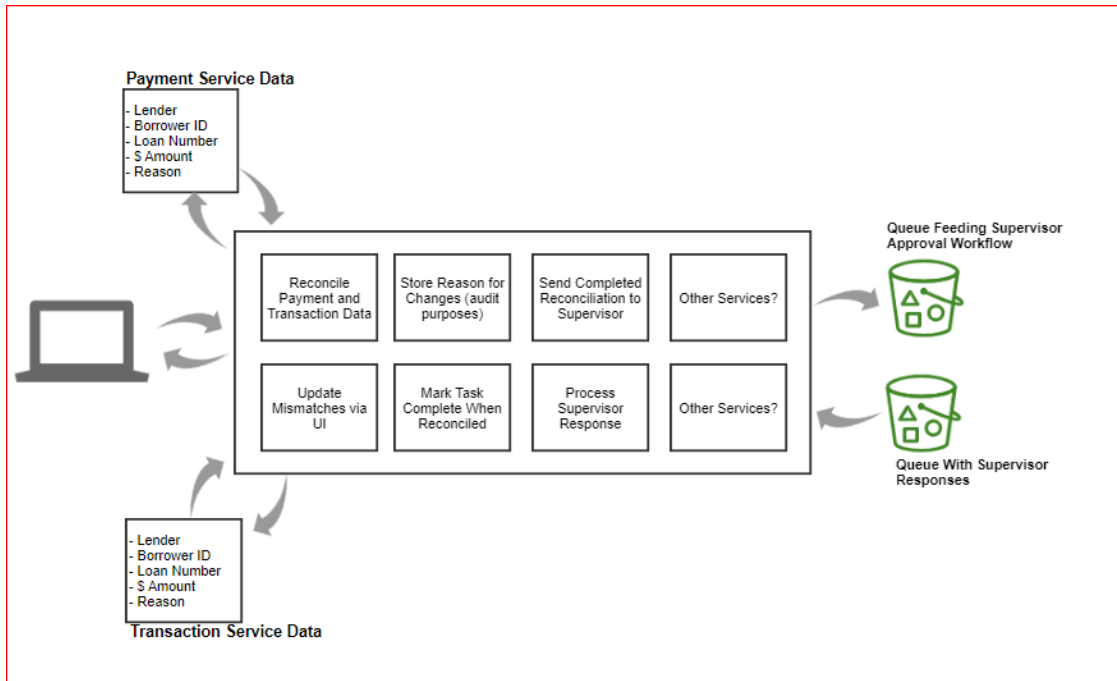 Payment Service Data
- Lender
- Borrower ID
- Loan Number
- $ Amount
- Reason
Queue Feeding Supervisor
Approval Workflow
Reconcile
Payment and
Transaction Data
Store Reason for
Changes (audit
purposes)
Send Completed
Reconciliation to
Supervisor
Other Services?
Update
Mismatches via
UI
Mark Task
Complete When
Reconciled
Process
Supervisor
Response
Other Services?
Queue With Supervisor
Responses
- Lender
- Borrower ID
- Loan Number
- $ Amount
- Reason
Transaction Service Data